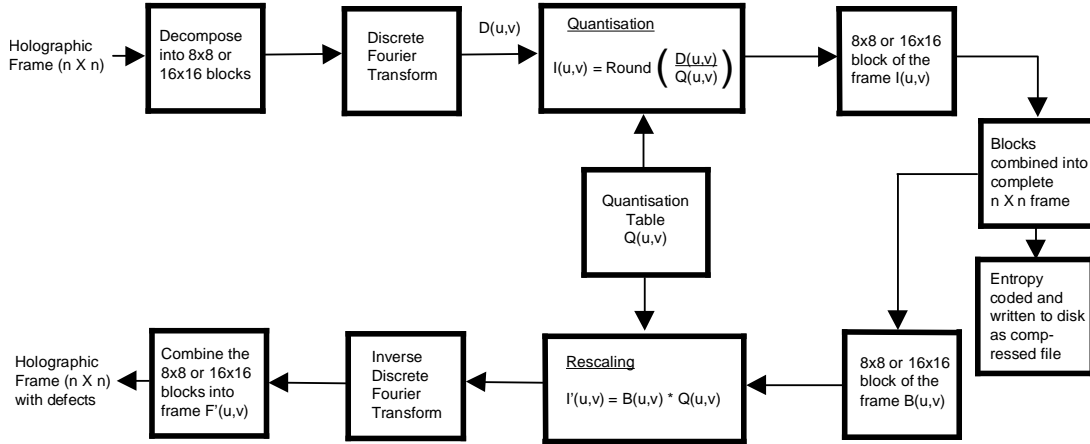 Holographic
Frame (n X n)
Decompose
into 8x8 or
16x16 blocks
Discrete
Fourier
Transform
D(u,v)
Quantisation
I(u,v) = Round ( D(u,v) / Q(u,v) )
8x8 or 16x16
block of the
frame I(u,v)
Blocks
combined into
complete
n X n frame
Quantisation
Table
Q(u,v)
Entropy
coded and
written to disk
as comp-
ressed file
8x8 or 16x16
block of the
frame B(u,v)
Rescaling
I'(u,v) = B(u,v) * Q(u,v)
Inverse
Discrete
Fourier
Transform
Combine the
8x8 or 16x16
blocks into
frame F'(u,v)
Holographic
Frame (n X n)
with defects